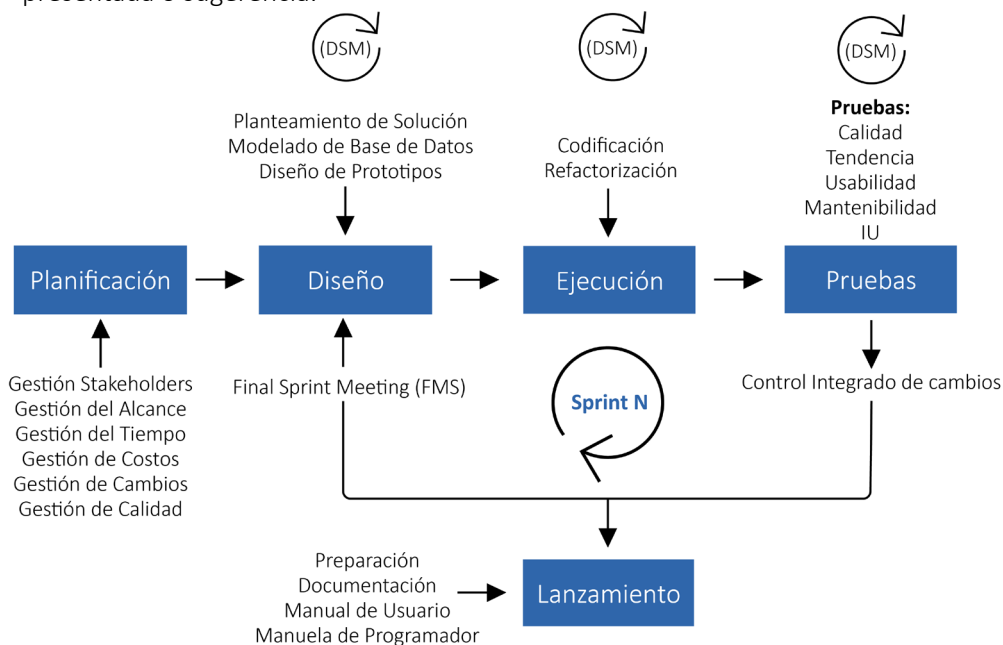 presentada o sugerencia.
(DSM)
(DSM)
(DSM)
Planteamiento de Solución
Modelado de Base de Datos
Diseño de Prototipos
Codificación
Refactorización
Pruebas:
Calidad
Tendencia
Usabilidad
Mantenibilidad
IU
Planificación
Diseño
Ejecución
Pruebas
Gestión Stakeholders
Gestión del Alcance
Gestión del Tiempo
Gestión de Costos
Gestión de Cambios
Gestión de Calidad
Final Sprint Meeting (FMS)
Sprint N
Control Integrado de cambios
Preparación
Documentación
Manual de Usuario
Manuela de Programador
Lanzamiento